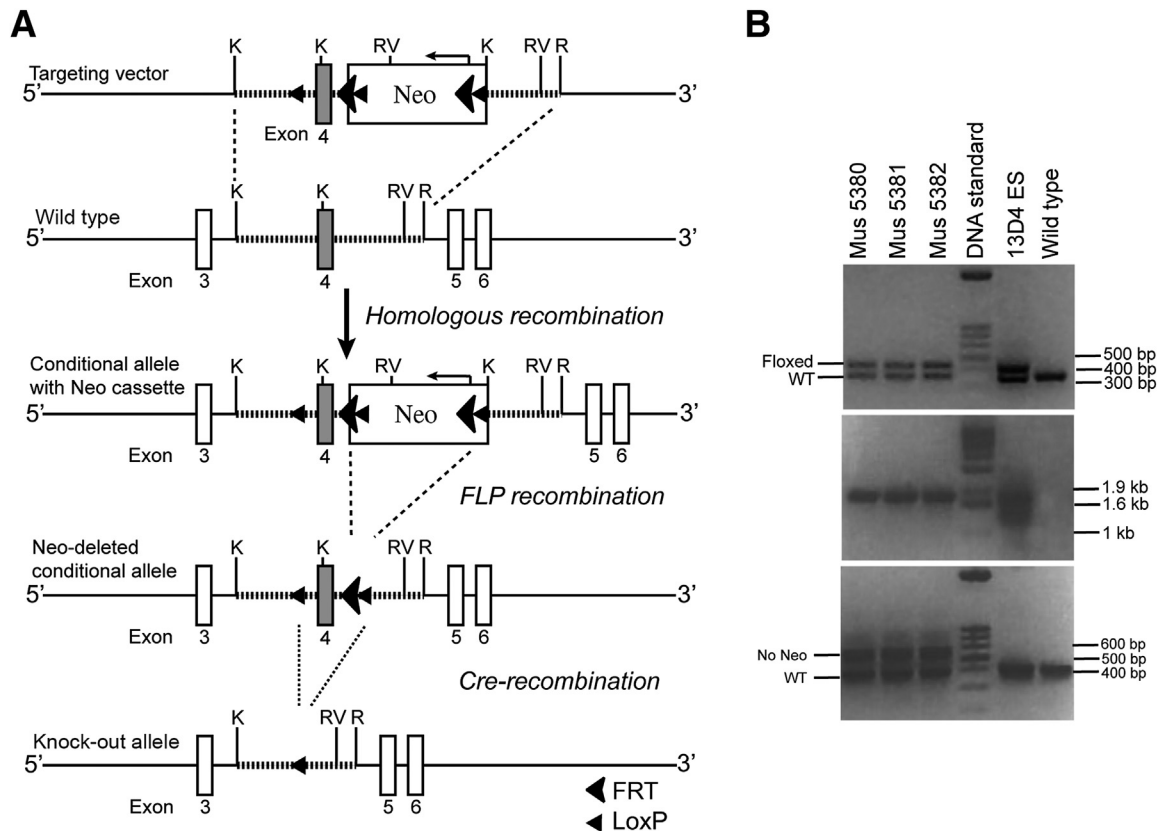 A
K K RV K RV R
Targeting vector
5’ Neo 3’
Exon 4
K K RV R
Wild type
5’ 3’
Exon 3 4 5 6
Homologous recombination
Conditional allele
with Neo cassette
K RV K RV R
5’ Neo 3’
Exon 3 4 5 6
FLP recombination
Neo-deleted
conditional allele
K K RV R
5’ 3’
Exon 3 4 5 6
Cre-recombination
Knock-out allele
K RV R
5’ 3’
Exon 3 5 6
FRT
LoxP
B
Mus 5380
Mus 5381
Mus 5382
DNA standard
13D4 ES
Wild type
Floxed
WT
500 bp
400 bp
300 bp
1.9 kb
1.6 kb
1 kb
No Neo
WT
600 bp
500 bp
400 bp